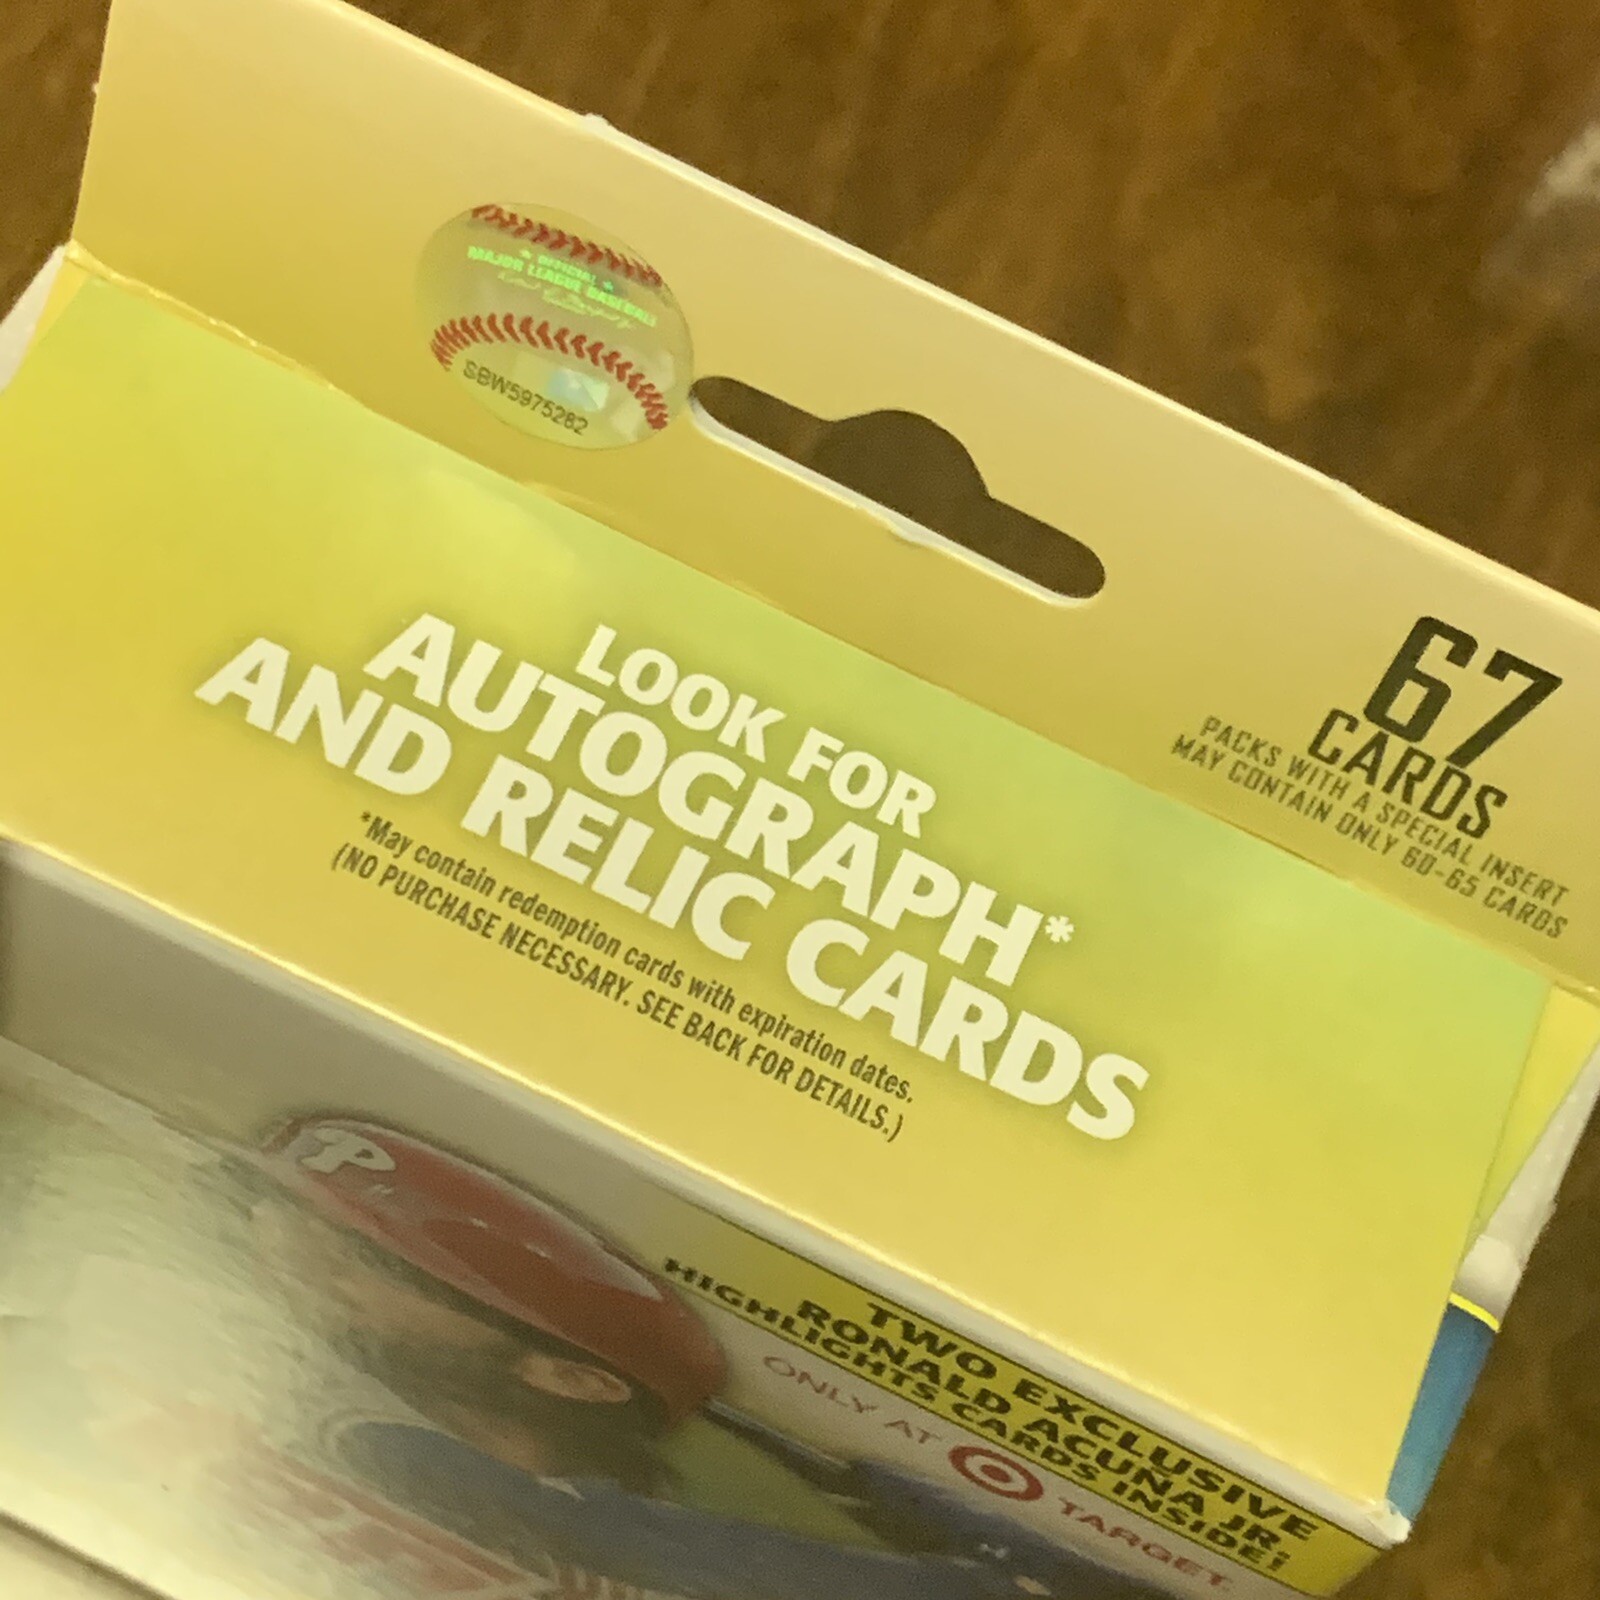 OFFICIAL
MAJOR LEAGUE BASEBALL
SBW5975282
67
CARDS
PACKS WITH A SPECIAL INSERT
MAY CONTAIN ONLY 60-65 CARDS
LOOK FOR
AUTOGRAPH*
AND RELIC CARDS
*May contain redemption cards with expiration dates.
(NO PURCHASE NECESSARY. SEE BACK FOR DETAILS.)
P
TWO EXCLUSIVE
RONALD ACUNA JR.
HIGHLIGHTS CARDS INSIDE!
ONLY AT TARGET.